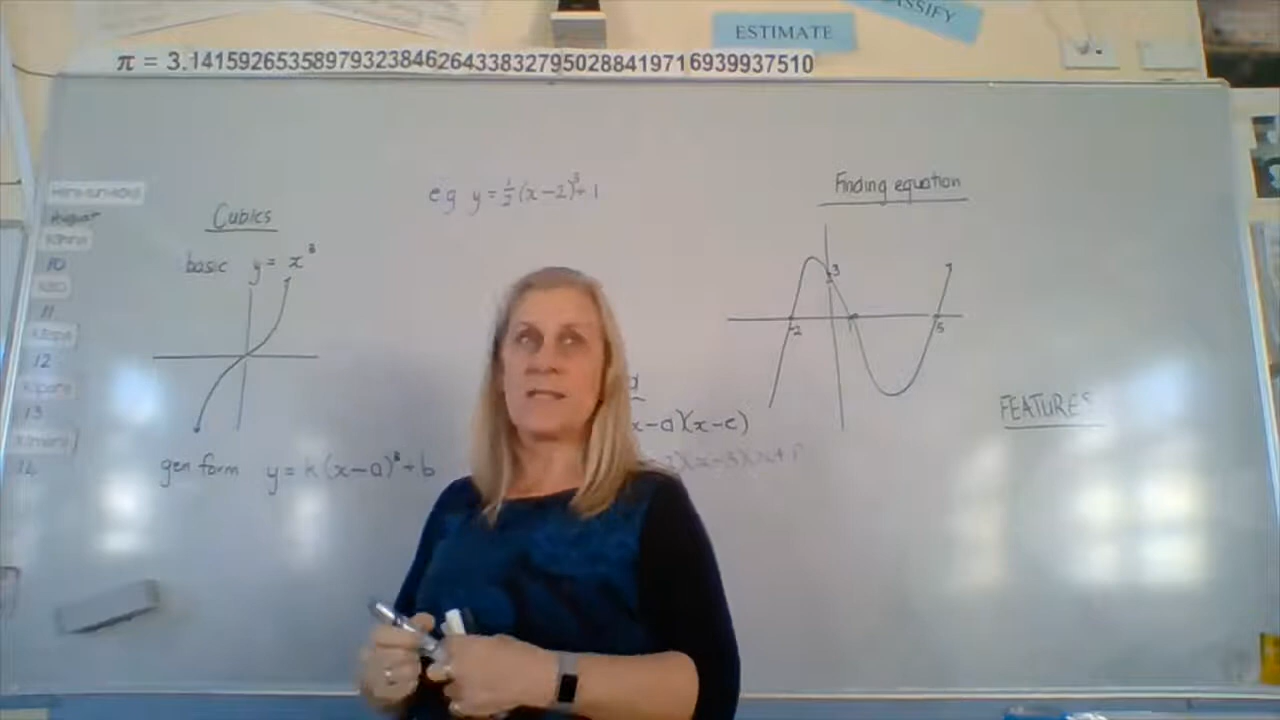 CLASSIFY
ESTIMATE
π = 3.14159265358979323846264338327950288419716939937510
Cubics
basic y = x³
gen form y = k(x-a)³+b
e.g y = ½(x-2)³+1
x-a)(x-c)
Finding equation
3
-2
5
FEATURES
10
11
12
13
14